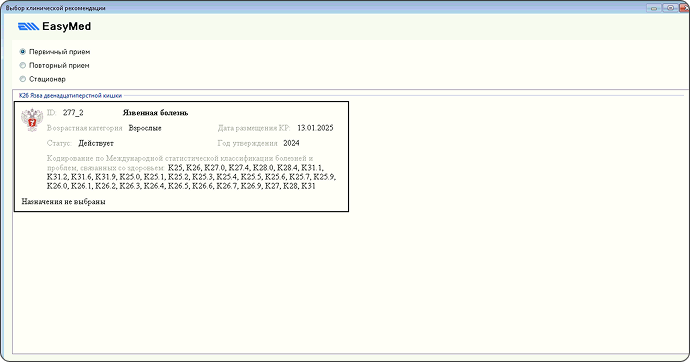 Выбор клинической рекомендации
EasyMed
Первичный прием
Повторный прием
Стационар
K26 Язва двенадцатиперстной кишки
ID: 277_2 Язвенная болезнь
Возрастная категория Взрослые Дата размещения КР: 13.01.2025
Статус: Действует Год утверждения 2024
Кодирование по Международной статистической классификации болезней и
проблем, связанных со здоровьем: K25, K26, K27.0, K27.4, K28.0, K28.4, K31.1,
K31.2, K31.6, K31.9, K25.0, K25.1, K25.2, K25.3, K25.4, K25.5, K25.6, K25.7, K25.9,
K26.0, K26.1, K26.2, K26.3, K26.4, K26.5, K26.6, K26.7, K26.9, K27, K28, K31
Назначения не выбраны